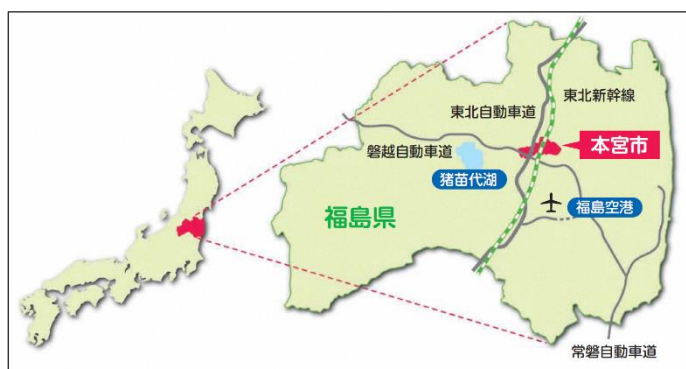 東北自動車道
東北新幹線
磐越自動車道
本宮市
猪苗代湖
福島県
福島空港
常磐自動車道